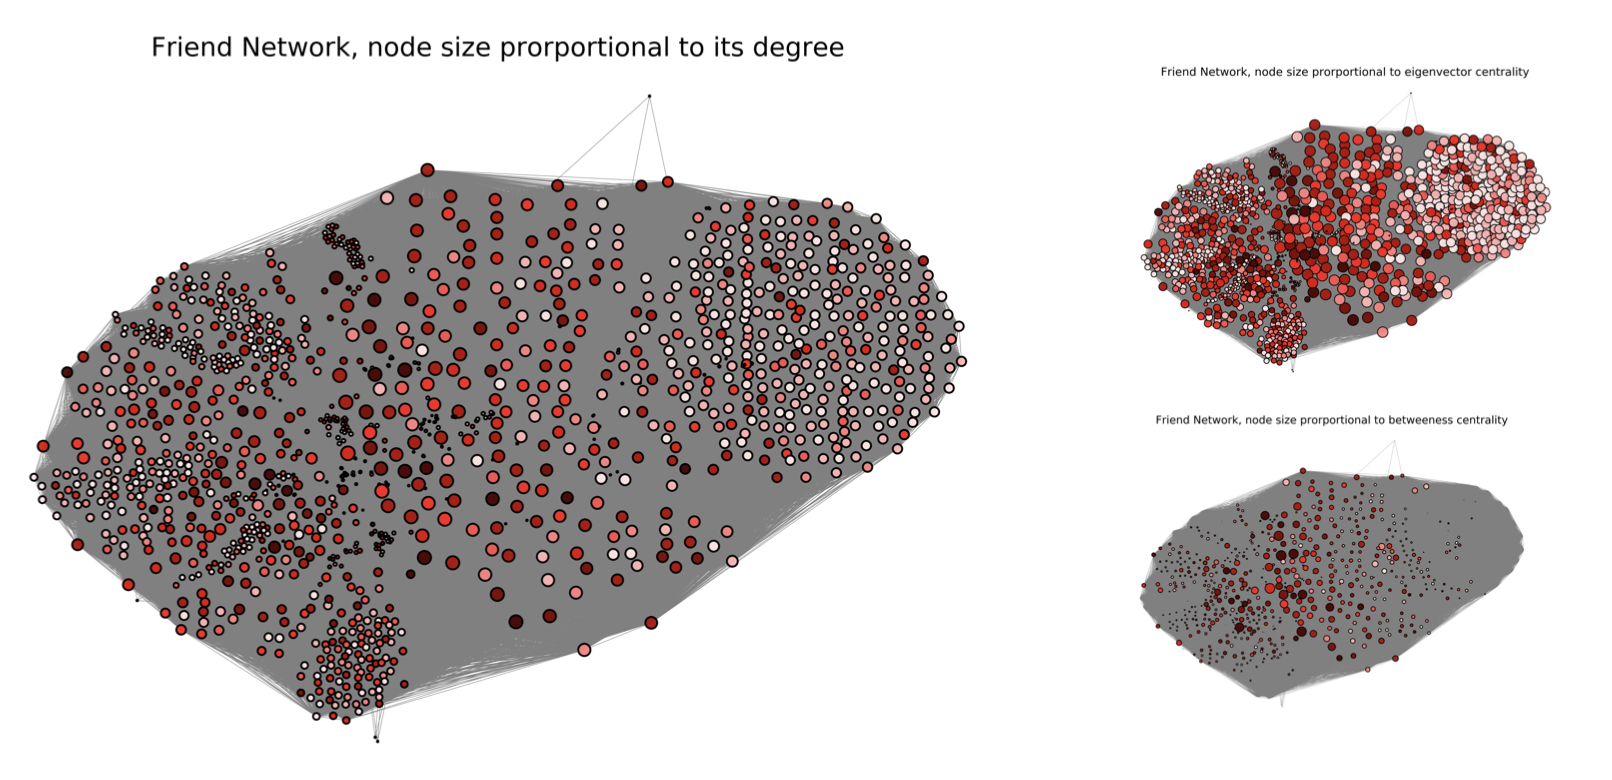 Friend Network, node size prorportional to its degree
Friend Network, node size prorportional to eigenvector centrality
Friend Network, node size prorportional to betweeness centrality